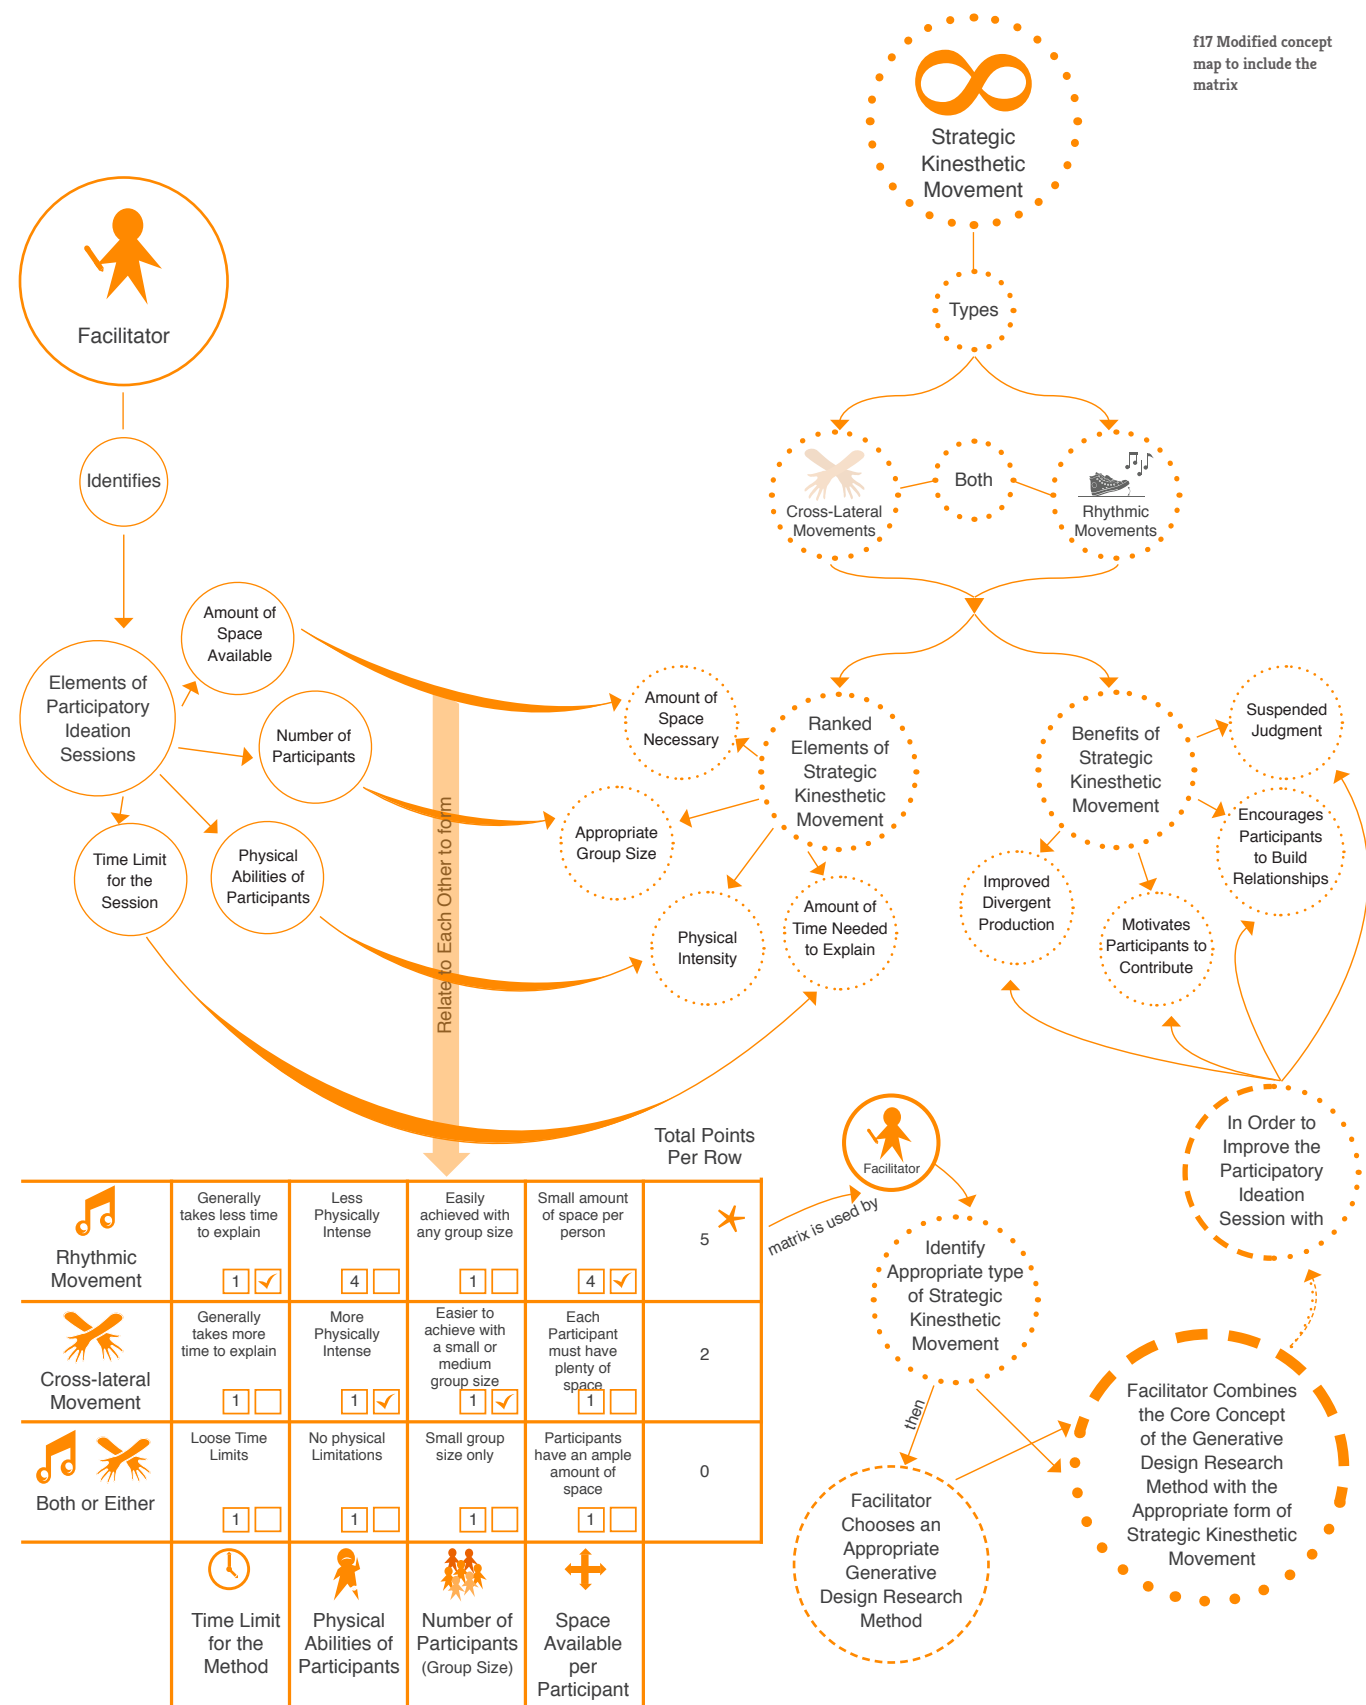 f17 Modified concept
map to include the
matrix
Strategic
Kinesthetic
Movement
Types
Cross-Lateral
Movements
Both
Rhythmic
Movements
Facilitator
Identifies
Elements of
Participatory
Ideation
Sessions
Amount of
Space
Available
Number of
Participants
Physical
Abilities of
Participants
Time Limit
for the
Session
Relate to Each Other to form
Amount of
Space
Necessary
Appropriate
Group Size
Physical
Intensity
Amount of
Time Needed
to Explain
Ranked
Elements of
Strategic
Kinesthetic
Movement
Benefits of
Strategic
Kinesthetic
Movement
Suspended
Judgment
Encourages
Participants
to Build
Relationships
Improved
Divergent
Production
Motivates
Participants to
Contribute
In Order to
Improve the
Participatory
Ideation
Session with
Total Points
Per Row
Rhythmic
Movement
Generally
takes less time
to explain
1
Less
Physically
Intense
4
Easily
achieved with
any group size
1
Small amount
of space per
person
4
5
Cross-lateral
Movement
Generally
takes more
time to explain
1
More
Physically
Intense
1
Easier to
achieve with
a small or
medium
group size
1
Each
Participant
must have
plenty of
space
1
2
Both or Either
Loose Time
Limits
1
No physical
Limitations
1
Small group
size only
1
Participants
have an ample
amount of
space
1
0
Time Limit
for the
Method
Physical
Abilities of
Participants
Number of
Participants
(Group Size)
Space
Available
per
Participant
matrix is used by
Facilitator
Identify
Appropriate type
of Strategic
Kinesthetic
Movement
then
Facilitator
Chooses an
Appropriate
Generative
Design Research
Method
Facilitator Combines
the Core Concept
of the Generative
Design Research
Method with the
Appropriate form of
Strategic Kinesthetic
Movement